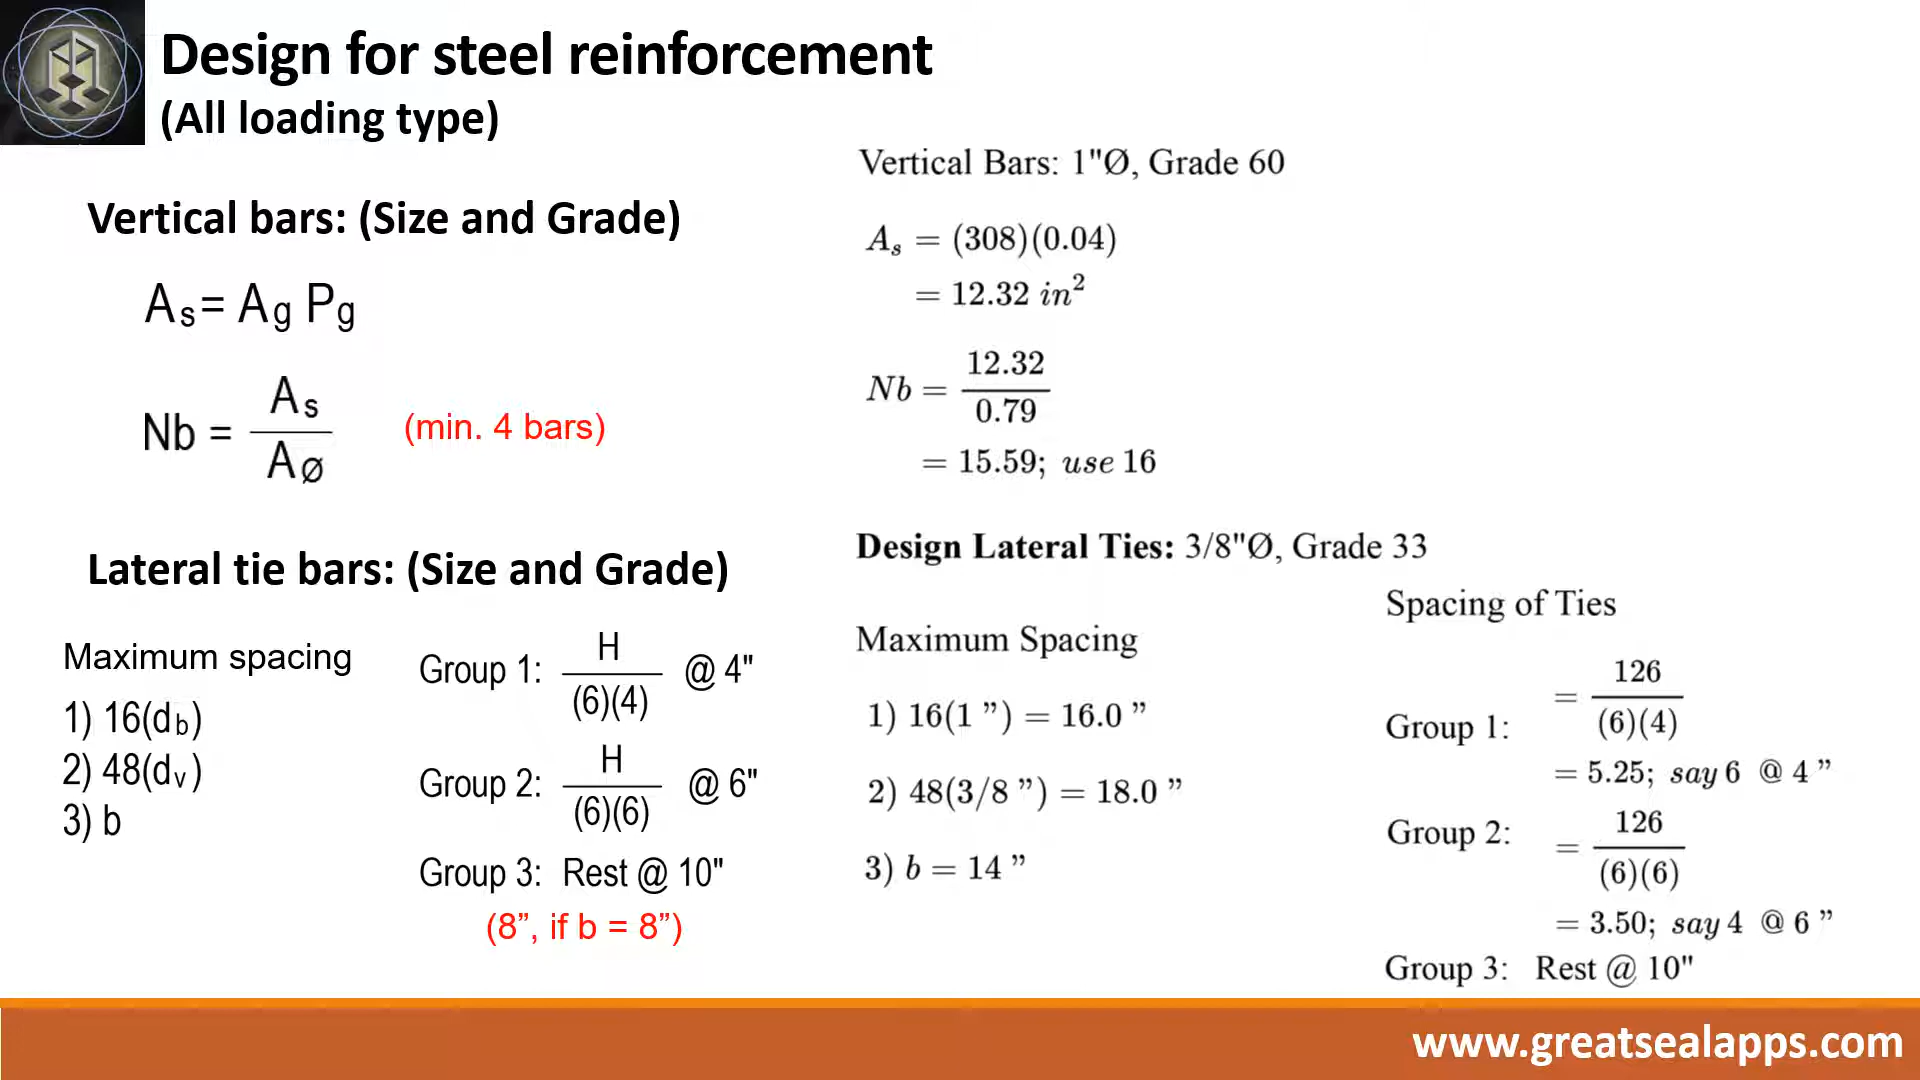 Design for steel reinforcement
(All loading type)
Vertical bars: (Size and Grade)
As= Ag Pg
Nb = As / AØ (min. 4 bars)
Lateral tie bars: (Size and Grade)
Maximum spacing
1) 16(db)
2) 48(dv)
3) b
Group 1: H / (6)(4) @ 4"
Group 2: H / (6)(6) @ 6"
Group 3: Rest @ 10"
(8”, if b = 8”)
Vertical Bars: 1"Ø, Grade 60
As = (308)(0.04)
= 12.32 in²
Nb = 12.32 / 0.79
= 15.59; use 16
Design Lateral Ties: 3/8"Ø, Grade 33
Maximum Spacing
1) 16(1 ”) = 16.0 ”
2) 48(3/8 ”) = 18.0 ”
3) b = 14 ”
Spacing of Ties
Group 1: = 126 / (6)(4)
= 5.25; say 6 @ 4 ”
Group 2: = 126 / (6)(6)
= 3.50; say 4 @ 6 ”
Group 3: Rest @ 10"
www.greatsealapps.com